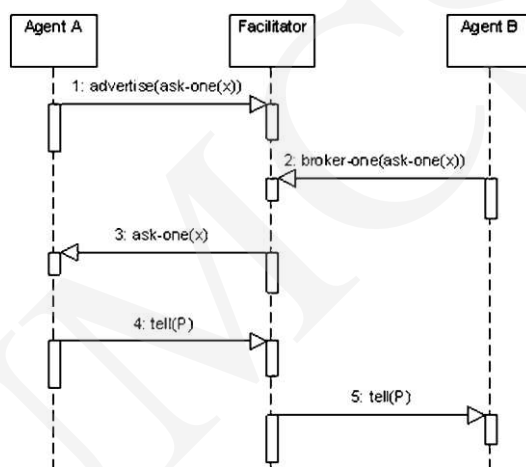 Agent A
Facilitator
Agent B
1: advertise(ask-one(x))
2: broker-one(ask-one(x))
3: ask-one(x)
4: tell(P)
5: tell(P)